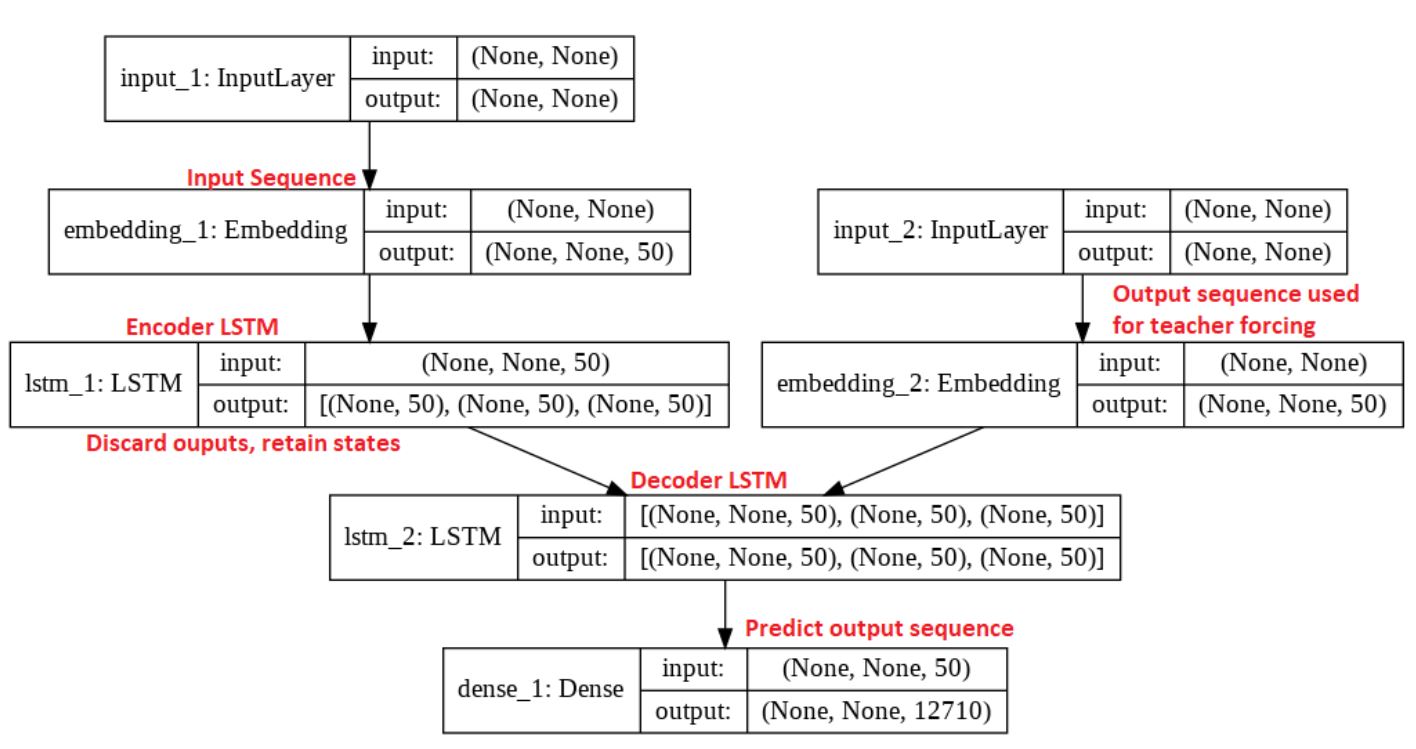 input_1: InputLayer
input: (None, None)
output: (None, None)
Input Sequence
embedding_1: Embedding
input: (None, None)
output: (None, None, 50)
input_2: InputLayer
input: (None, None)
output: (None, None)
Output sequence used
for teacher forcing
Encoder LSTM
lstm_1: LSTM
input: (None, None, 50)
output: [(None, 50), (None, 50), (None, 50)]
Discard ouputs, retain states
embedding_2: Embedding
input: (None, None)
output: (None, None, 50)
Decoder LSTM
lstm_2: LSTM
input: [(None, None, 50), (None, 50), (None, 50)]
output: [(None, None, 50), (None, 50), (None, 50)]
Predict output sequence
dense_1: Dense
input: (None, None, 50)
output: (None, None, 12710)